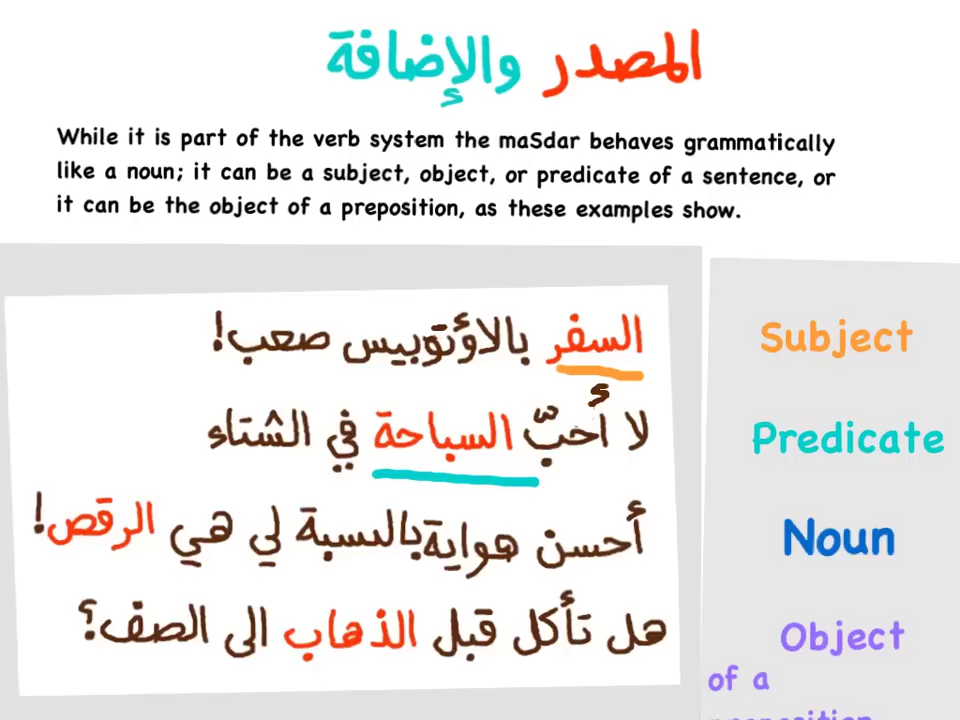 المصدر والإضافة
While it is part of the verb system the maSdar behaves grammatically
like a noun; it can be a subject, object, or predicate of a sentence, or
it can be the object of a preposition, as these examples show.
السفر بالاؤتوبيس صعب!
لا أُحبّ السباحة في الشتاء
أحسن هواية بالنسبة لي هي الرقص!
هل تأكل قبل الذهاب الى الصف؟
Subject
Predicate
Noun
Object
of a
preposition